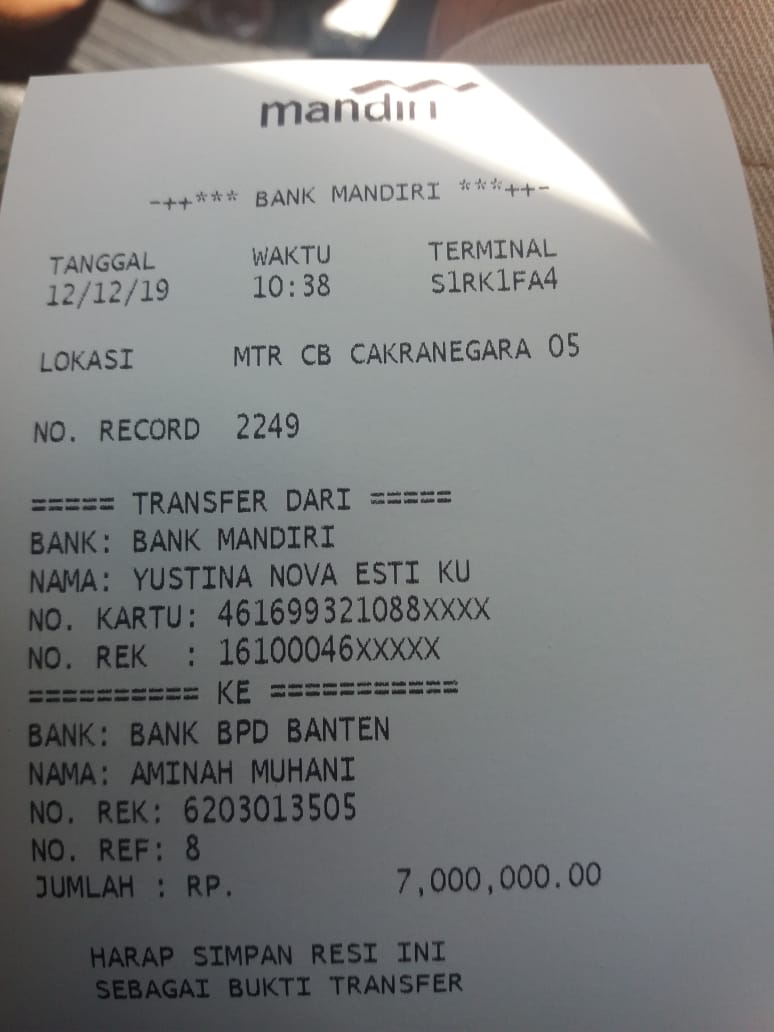 mandiri
-++*** BANK MANDIRI ***++-
TANGGAL WAKTU TERMINAL
12/12/19 10:38 S1RK1FA4
LOKASI MTR CB CAKRANEGARA 05
NO. RECORD 2249
===== TRANSFER DARI =====
BANK: BANK MANDIRI
NAMA: YUSTINA NOVA ESTI KU
NO. KARTU: 461699321088XXXX
NO. REK : 16100046XXXXX
========== KE ===========
BANK: BANK BPD BANTEN
NAMA: AMINAH MUHANI
NO. REK: 6203013505
NO. REF: 8
JUMLAH : RP. 7,000,000.00
HARAP SIMPAN RESI INI
SEBAGAI BUKTI TRANSFER